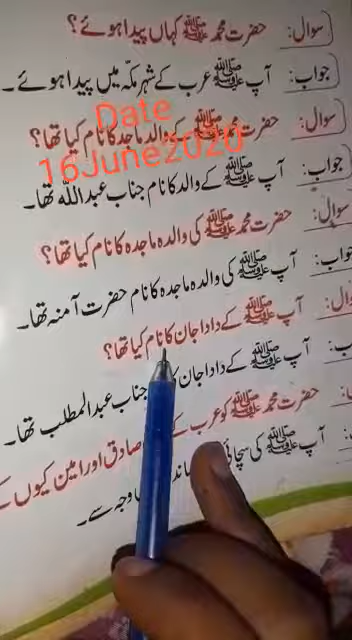 سوال: حضرت محمد ﷺ کہاں پیدا ہوئے؟
جواب: آپ ﷺ عرب کے شہر مکّہ میں پیدا ہوئے۔
سوال: حضرت محمد ﷺ کے والد ماجد کا نام کیا تھا؟
Date
16June2020
جواب: آپ ﷺ کے والد کا نام جناب عبداللہ تھا۔
سوال: حضرت محمد ﷺ کی والدہ ماجدہ کا نام کیا تھا؟
جواب: آپ ﷺ کی والدہ ماجدہ کا نام حضرت آمنہ تھا۔
ال: آپ ﷺ کے دادا جان کا نام کیا تھا؟
ب: آپ ﷺ کے دادا جان کا جناب عبدالمطلب تھا۔
حضرت محمد ﷺ کو عرب کے صادق اور امین کیوں
آپ ﷺ کی وجہ سے۔